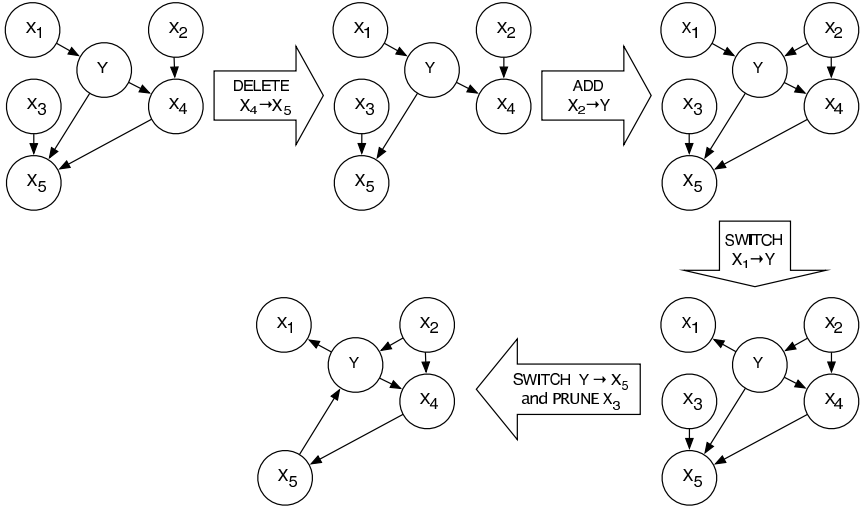 X1
X2
Y
X3
X4
X5
DELETE
X4→X5
X1
X2
Y
X3
X4
X5
ADD
X2→Y
X1
X2
Y
X3
X4
X5
SWITCH
X1→Y
X1
X2
Y
X3
X4
X5
SWITCH Y → X5
and PRUNE X3
X1
X2
Y
X4
X5